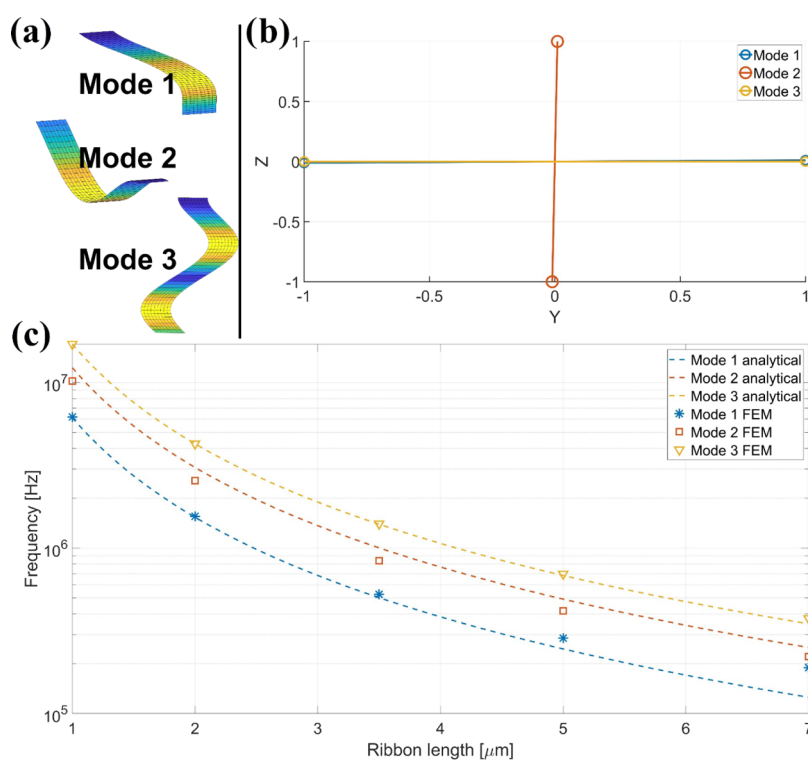 (a)
Mode 1
Mode 2
Mode 3
(b)
1
0.5
0
-0.5
-1
Z
-1
-0.5
0
0.5
1
Y
Mode 1
Mode 2
Mode 3
(c)
10^7
10^6
10^5
Frequency [Hz]
1
2
3
4
5
6
7
Ribbon length [μm]
Mode 1 analytical
Mode 2 analytical
Mode 3 analytical
Mode 1 FEM
Mode 2 FEM
Mode 3 FEM